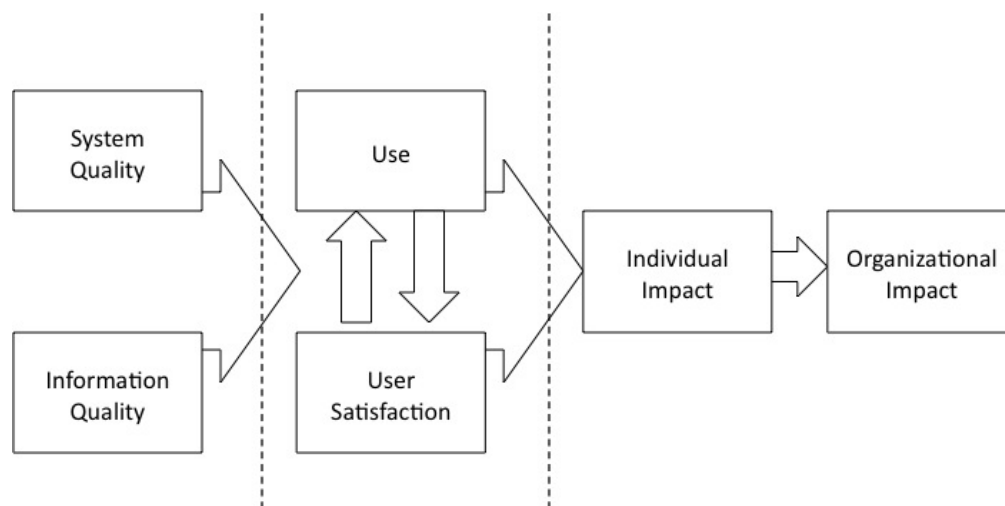 System
Quality
Information
Quality
Use
User
Satisfaction
Individual
Impact
Organizational
Impact